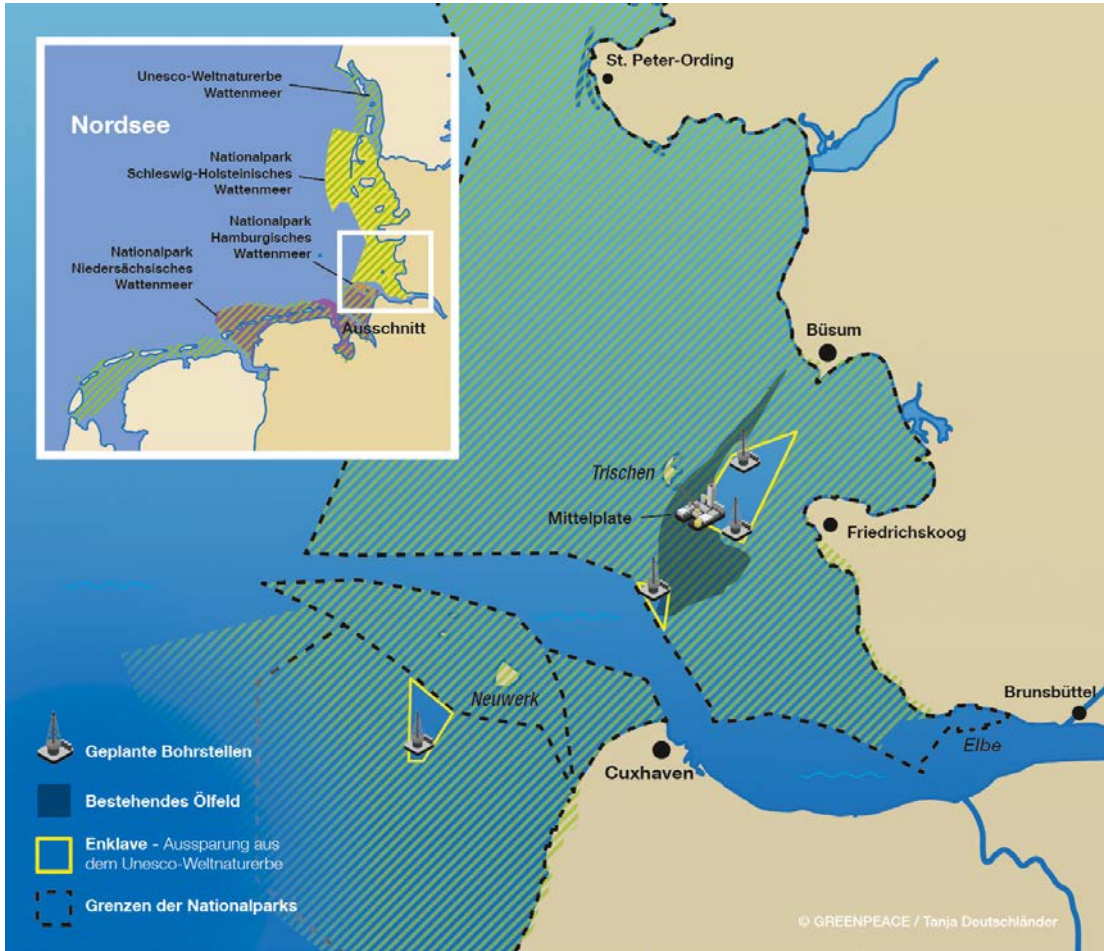 Unesco-Weltnaturerbe
Wattenmeer
Nordsee
Nationalpark
Schleswig-Holsteinisches
Wattenmeer
Nationalpark
Hamburgisches
Wattenmeer
Nationalpark
Niedersächsisches
Wattenmeer
Ausschnitt
St. Peter-Ording
Büsum
Trischen
Mittelplate
Friedrichskoog
Neuwerk
Brunsbüttel
Elbe
Cuxhaven
Geplante Bohrstellen
Bestehendes Ölfeld
Enklave - Aussparung aus
dem Unesco-Weltnaturerbe
Grenzen der Nationalparks
© GREENPEACE / Tanja Deutschländer